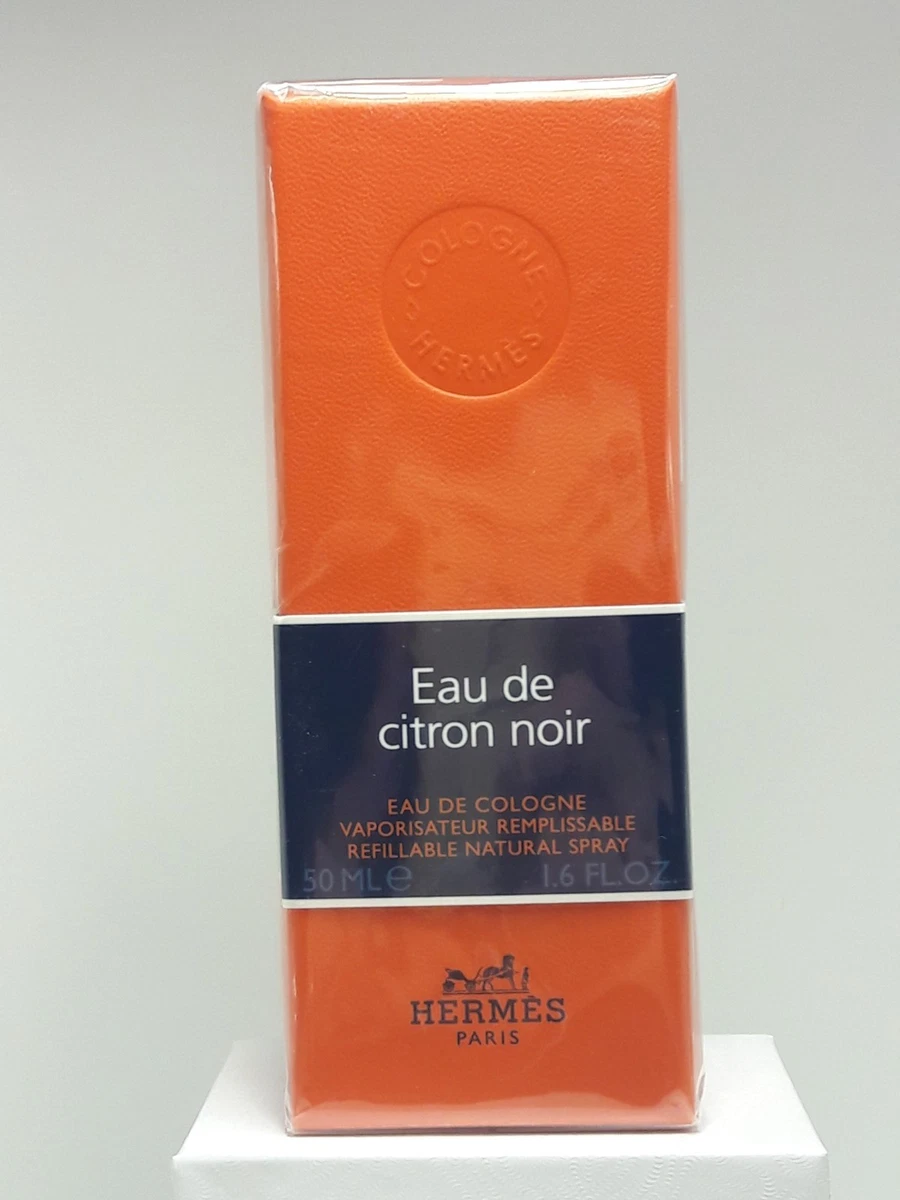 COLOGNE
HERMÈS
Eau de
citron noir
EAU DE COLOGNE
VAPORISATEUR REMPLISSABLE
REFILLABLE NATURAL SPRAY
50 ML e 1.6 FL.OZ.
HERMÈS
PARIS